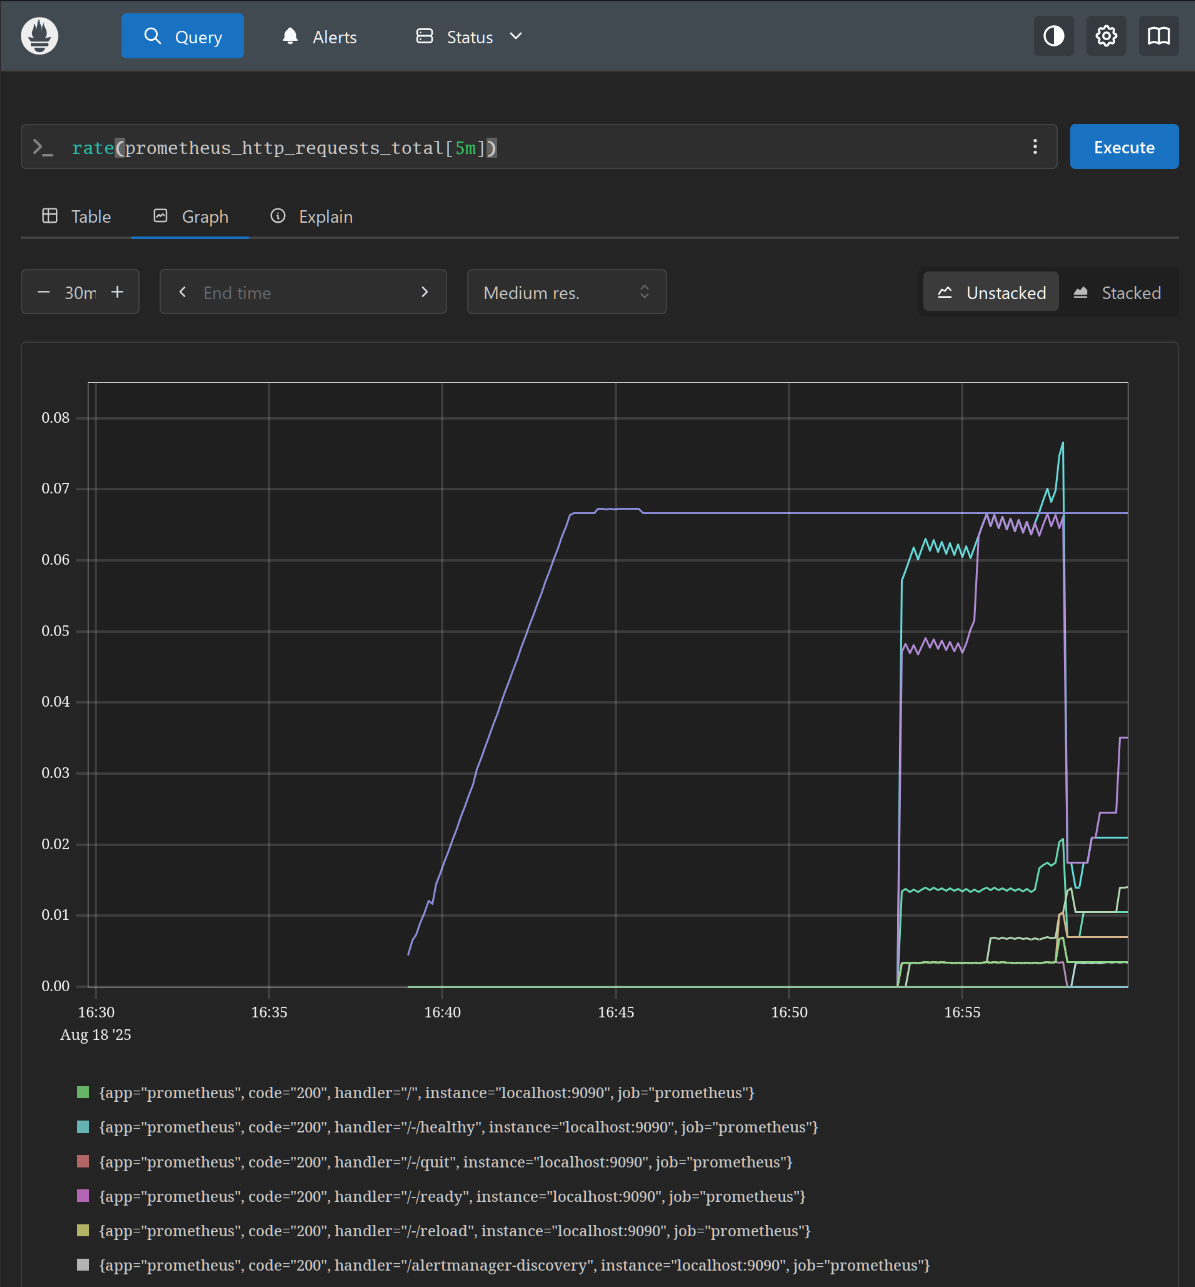 Query Alerts Status
rate(prometheus_http_requests_total[5m]) Execute
Table Graph Explain
30m End time Medium res. Unstacked Stacked
0.08
0.07
0.06
0.05
0.04
0.03
0.02
0.01
0.00
16:30 16:35 16:40 16:45 16:50 16:55
Aug 18 '25
{app="prometheus", code="200", handler="/", instance="localhost:9090", job="prometheus"}
{app="prometheus", code="200", handler="/-/healthy", instance="localhost:9090", job="prometheus"}
{app="prometheus", code="200", handler="/-/quit", instance="localhost:9090", job="prometheus"}
{app="prometheus", code="200", handler="/-/ready", instance="localhost:9090", job="prometheus"}
{app="prometheus", code="200", handler="/-/reload", instance="localhost:9090", job="prometheus"}
{app="prometheus", code="200", handler="/alertmanager-discovery", instance="localhost:9090", job="prometheus"}